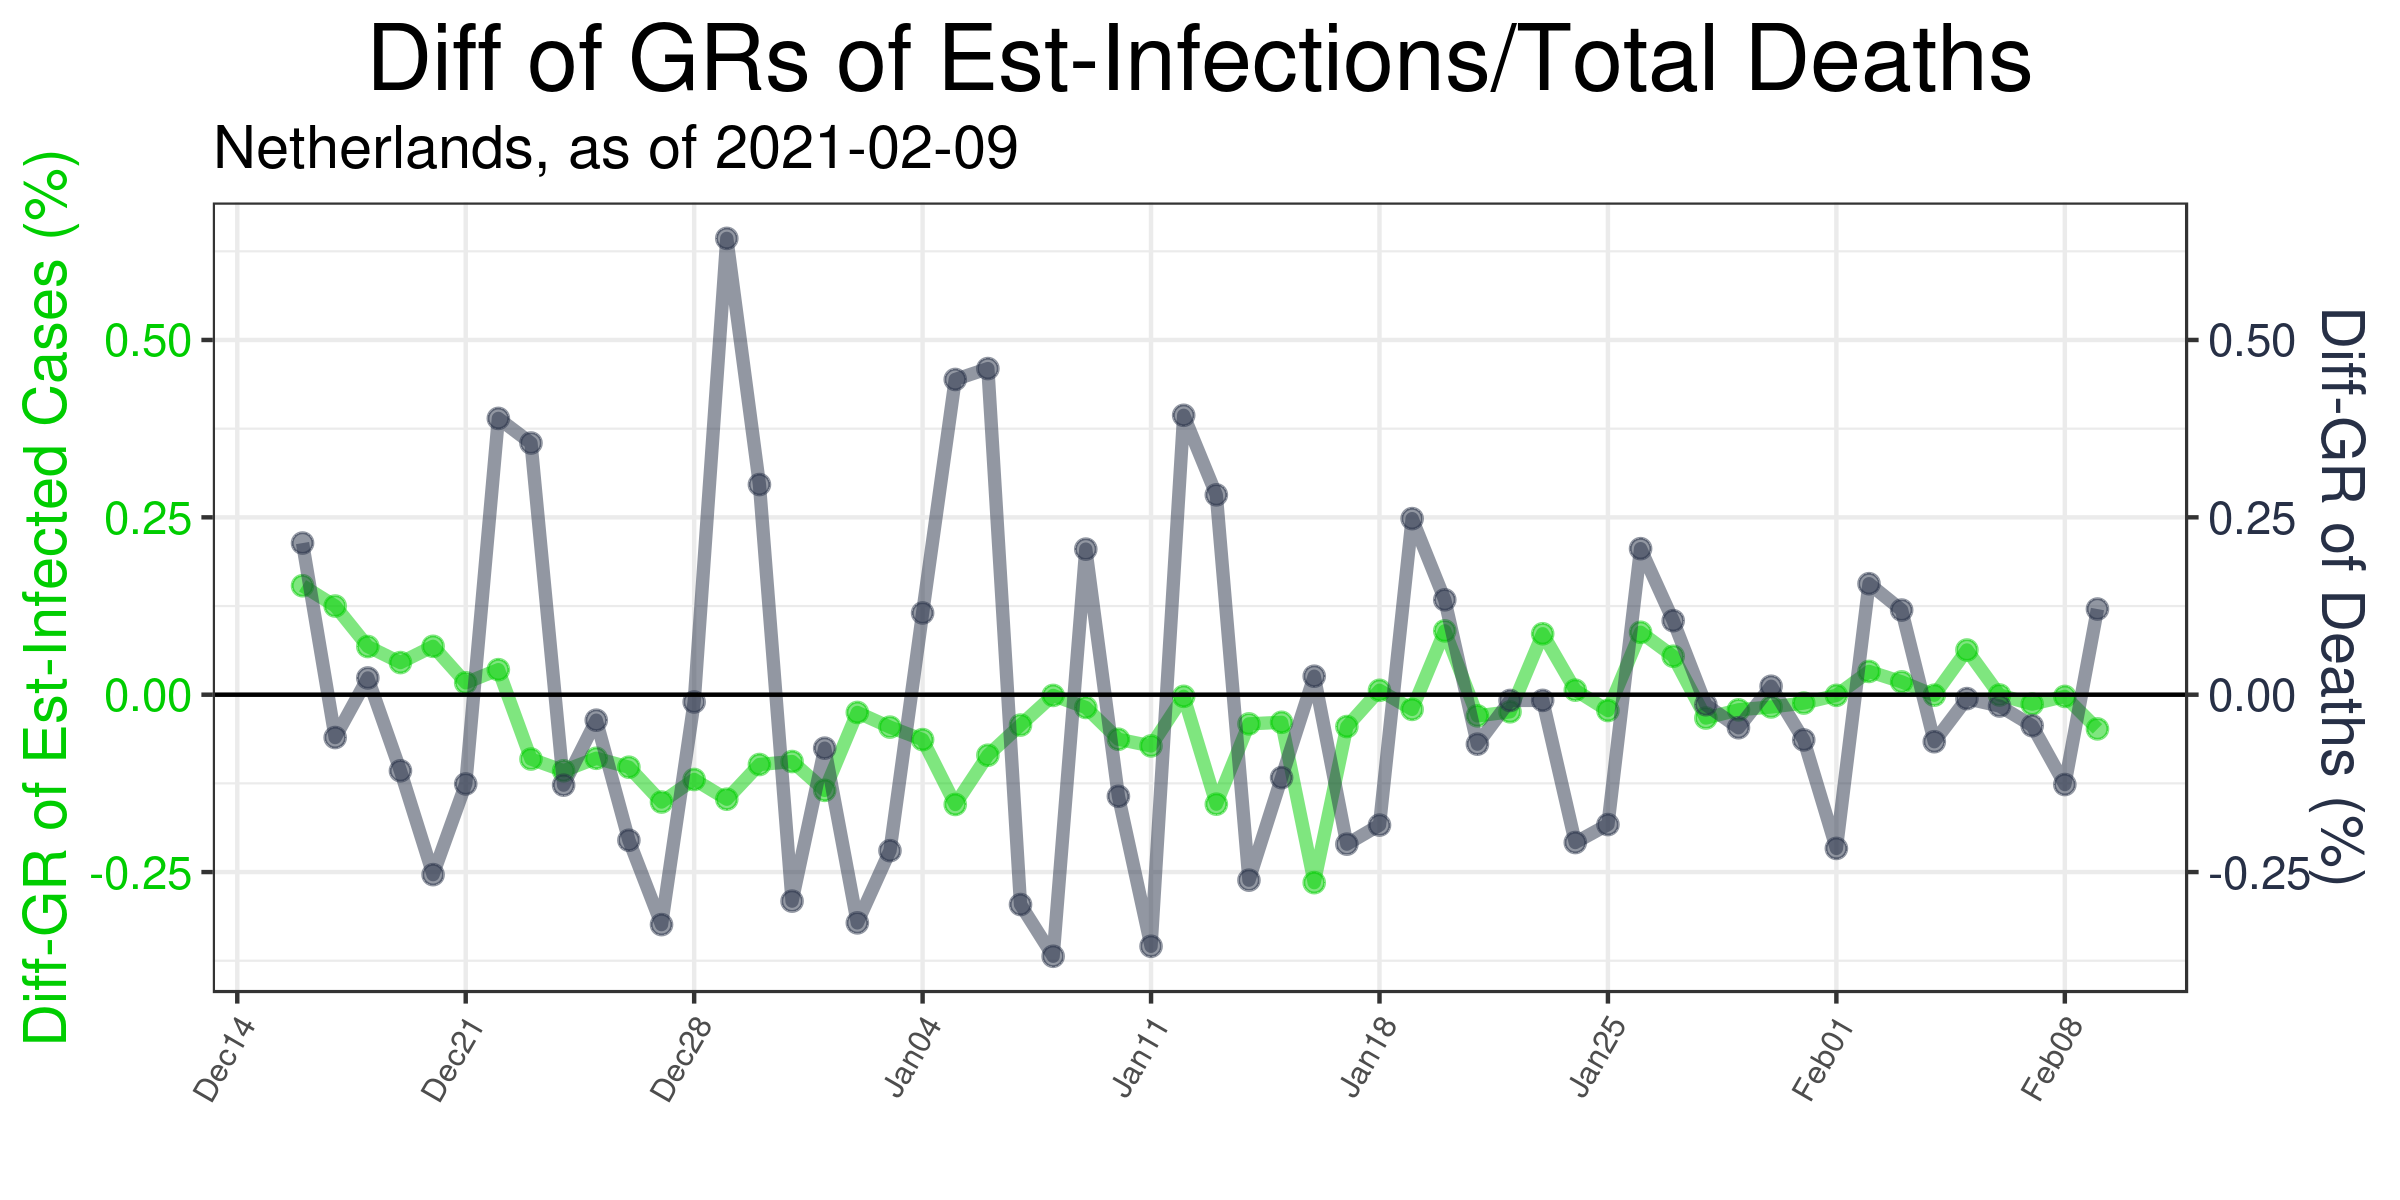 Diff of GRs of Est-Infections/Total Deaths
Netherlands, as of 2021-02-09
Diff-GR of Est-Infected Cases (%)
0.50
0.25
0.00
-0.25
0.50
0.25
0.00
-0.25
Diff-GR of Deaths (%)
Dec14
Dec21
Dec28
Jan04
Jan11
Jan18
Jan25
Feb01
Feb08